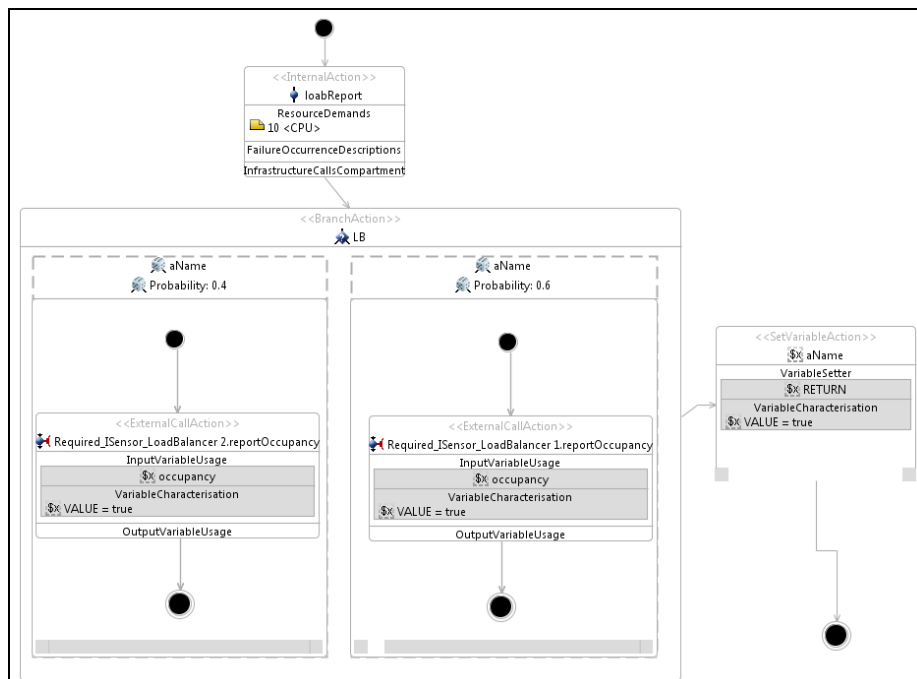 <<InternalAction>>
loabReport
ResourceDemands
10 <CPU>
FailureOccurrenceDescriptions
InfrastructureCallsCompartment
<<BranchAction>>
LB
aName
Probability: 0.4
<<ExternalCallAction>>
Required_ISensor_LoadBalancer 2.reportOccupancy
InputVariableUsage
$x occupancy
VariableCharacterisation
$x VALUE = true
OutputVariableUsage
aName
Probability: 0.6
<<ExternalCallAction>>
Required_ISensor_LoadBalancer 1.reportOccupancy
InputVariableUsage
$x occupancy
VariableCharacterisation
$x VALUE = true
OutputVariableUsage
<<SetVariableAction>>
$x aName
VariableSetter
$x RETURN
VariableCharacterisation
$x VALUE = true